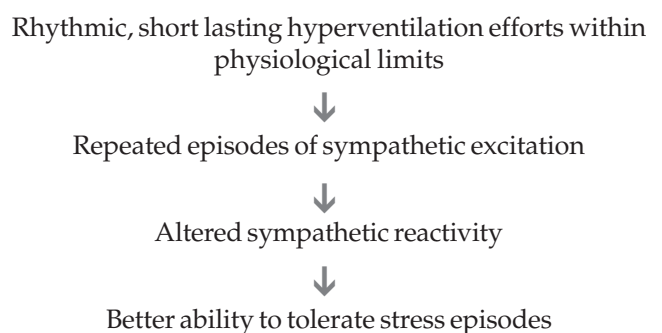 Rhythmic, short lasting hyperventilation efforts within
physiological limits
Repeated episodes of sympathetic excitation
Altered sympathetic reactivity
Better ability to tolerate stress episodes